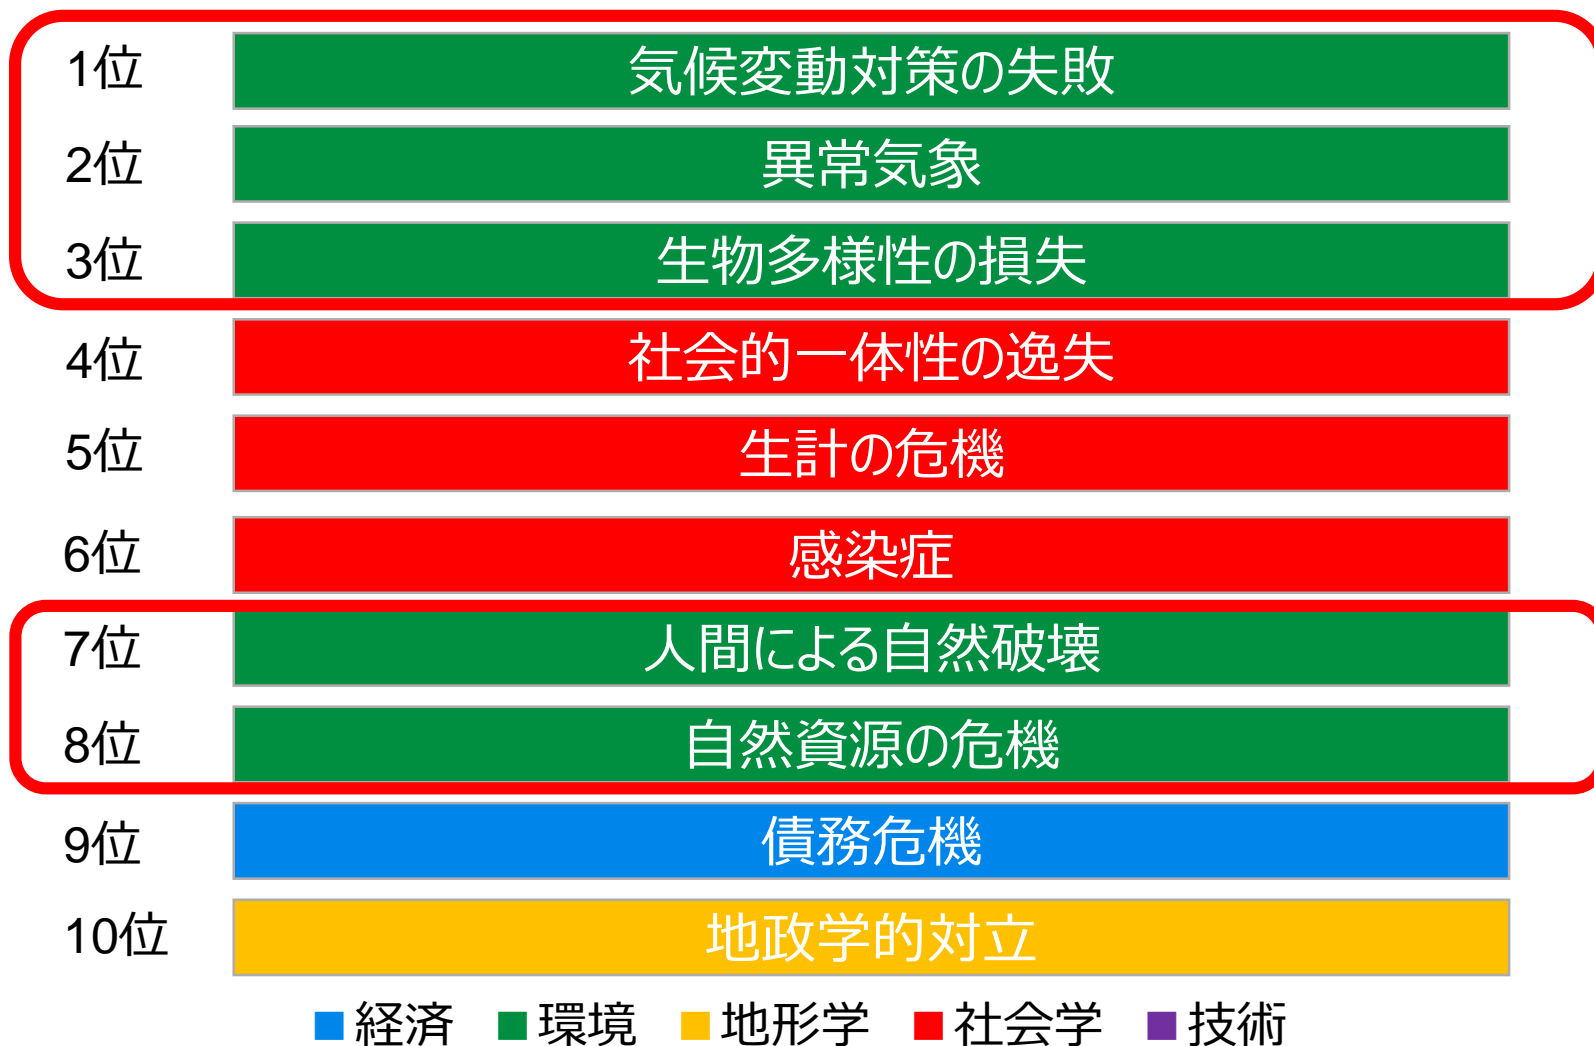 1位 気候変動対策の失敗
2位 異常気象
3位 生物多様性の損失
4位 社会的一体性の逸失
5位 生計の危機
6位 感染症
7位 人間による自然破壊
8位 自然資源の危機
9位 債務危機
10位 地政学的対立
経済 環境 地形学 社会学 技術